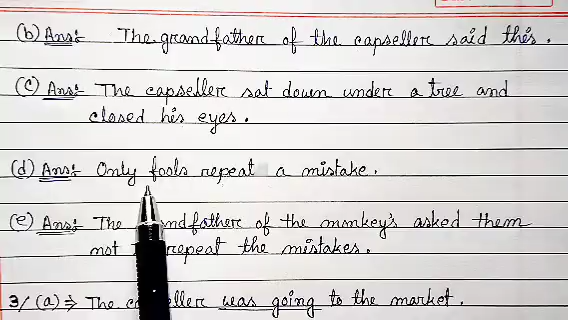 (b) Ans:- The grandfather of the capseller said this.
(c) Ans:- The capseller sat down under a tree and
closed his eyes.
(d) Ans:- Only fools repeat a mistake.
(e) Ans:- The of the monkey's asked them
not repeat the mistakes.
3/(a)⇒ The was going to the market.